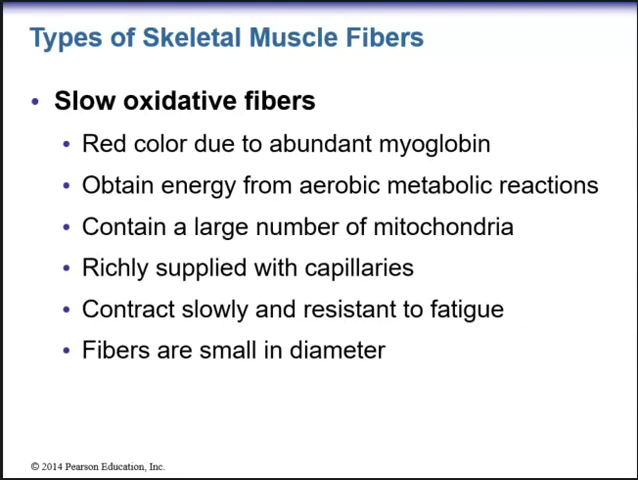 Types of Skeletal Muscle Fibers
• Slow oxidative fibers
• Red color due to abundant myoglobin
• Obtain energy from aerobic metabolic reactions
• Contain a large number of mitochondria
• Richly supplied with capillaries
• Contract slowly and resistant to fatigue
• Fibers are small in diameter
© 2014 Pearson Education, Inc.